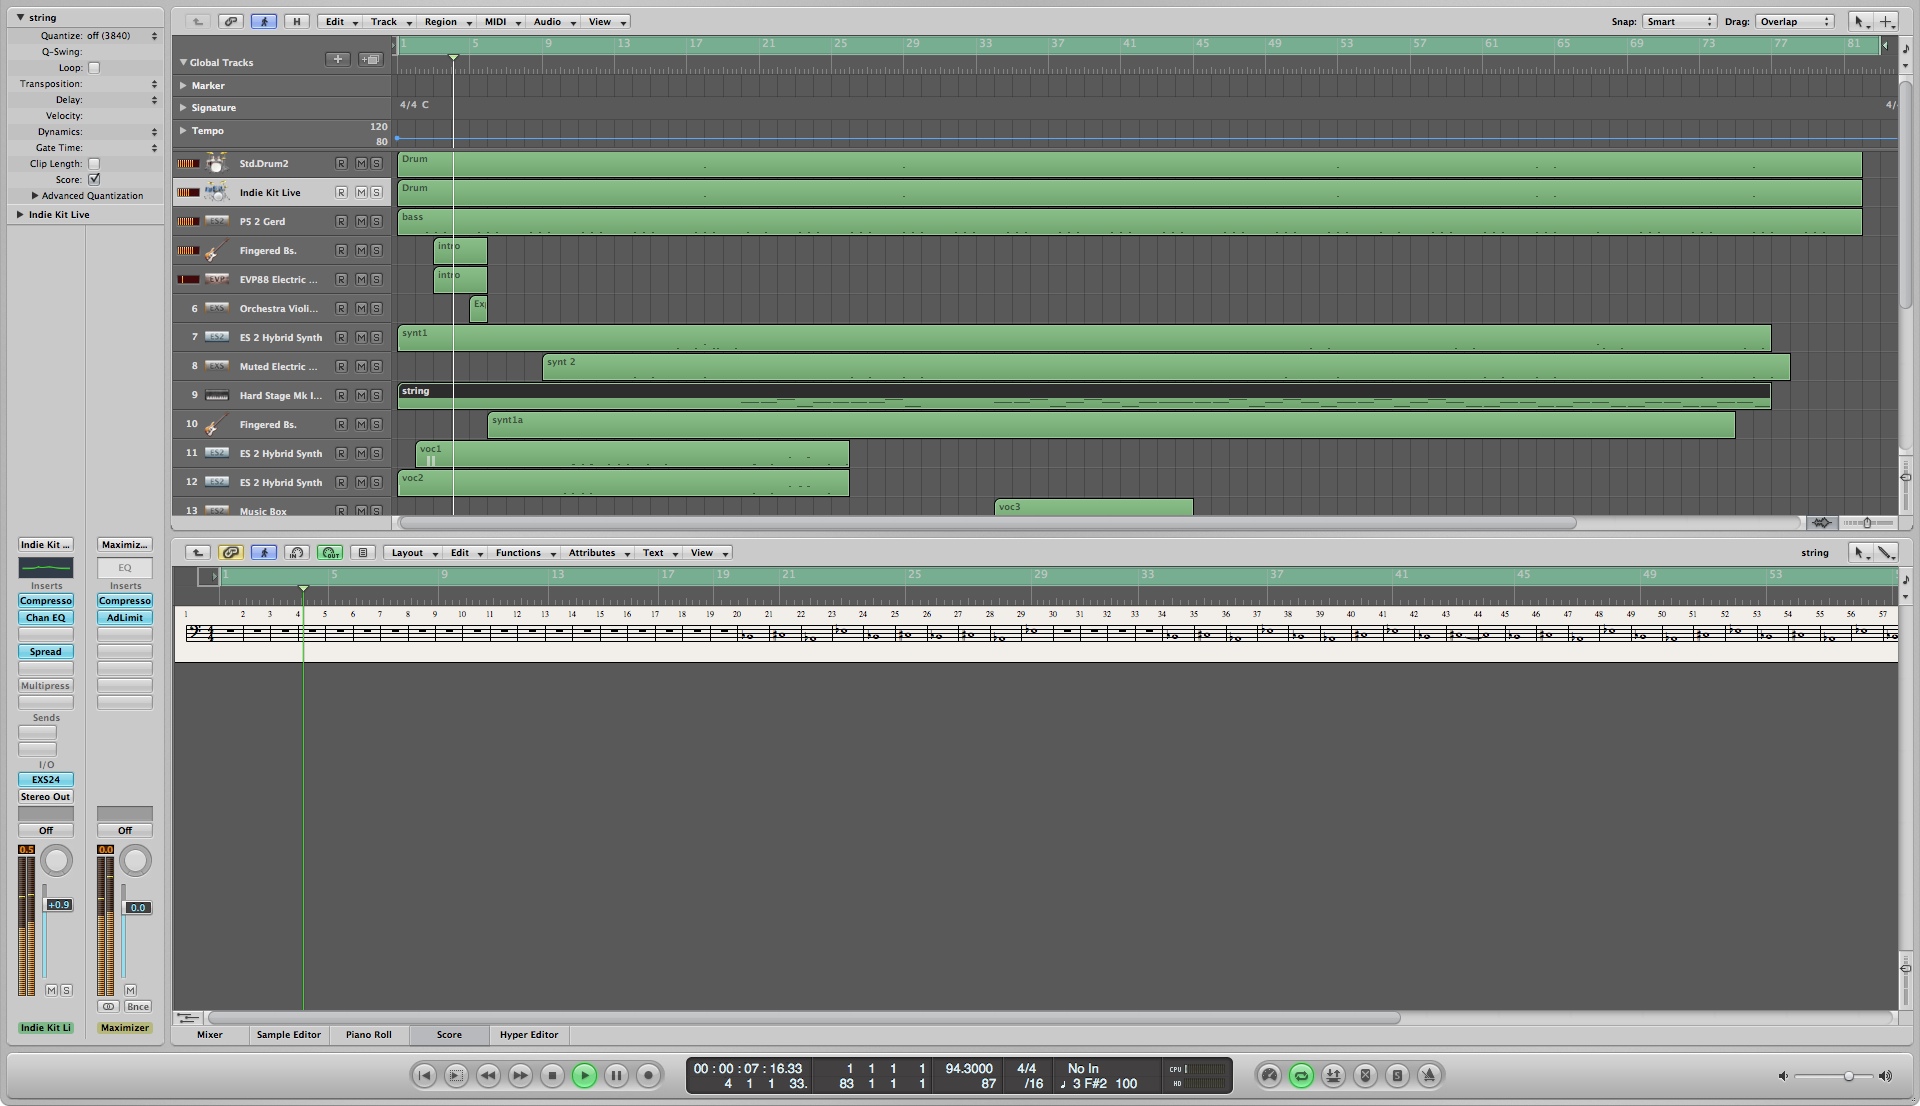 string
Quantize: off (3840)
Q-Swing:
Loop:
Transposition:
Delay:
Velocity:
Dynamics:
Gate Time:
Clip Length:
Score:
Advanced Quantization
Indie Kit Live
H Edit Track Region MIDI Audio View Snap: Smart Drag: Overlap
1 5 9 13 17 21 25 29 33 37 41 45 49 53 57 61 65 69 73 77 81
Global Tracks
Marker
Signature 4/4 C 4/
Tempo 120
80
Std.Drum2 R M S Drum
Indie Kit Live R M S Drum
PS 2 Gerd R M S bass
Fingered Bs. R M S intro
EVP88 Electric ... R M S intro
6 Orchestra Violi... R M S Ex
7 ES 2 Hybrid Synth R M S synt1
8 Muted Electric ... R M S synt 2
9 Hard Stage Mk I... R M S string
10 Fingered Bs. R M S synt1a
11 ES 2 Hybrid Synth R M S voc1
12 ES 2 Hybrid Synth R M S voc2
13 Music Box R M S voc3
Layout Edit Functions Attributes Text View string
1 5 9 13 17 19 21 25 29 33 37 41 45 49 53
1 2 3 4 5 6 7 8 9 10 11 12 13 14 15 16 17 18 19 20 21 22 23 24 25 26 27 28 29 30 31 32 33 34 35 36 37 38 39 40 41 42 43 44 45 46 47 48 49 50 51 52 53 54 55 56 57
Indie Kit ... Maximiz...
EQ
Inserts Inserts
Compresso Compresso
Chan EQ AdLimit
Spread
Multipress
Sends
I/O
EXS24
Stereo Out
Off Off
0.5 0.0
+0.9 0.0
M S M
Bnce
Indie Kit Li Maximizer
Mixer Sample Editor Piano Roll Score Hyper Editor
00 : 00 : 07 : 16.33 1 1 1 1 94.3000 4/4 No In CPU
4 1 1 33. 83 1 1 1 87 /16 3 F#2 100 HD